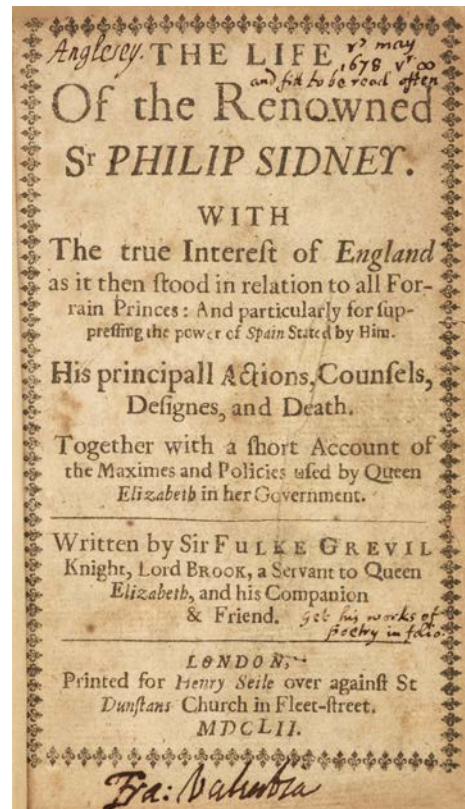 Anglesey. THE LIFE yͤ may
1678 yͬ
and fitt to be read often
Of the Renowned
Sͬ PHILIP SIDNEY.
WITH
The true Intereſt of England
as it then ſtood in relation to all For-
rain Princes: And particularly for ſup-
preſſing the power of Spain Stated by Him.
His principall Actions, Counſels,
Deſignes, and Death.
Together with a ſhort Account of
the Maximes and Policies uſed by Queen
Elizabeth in her Government.
Written by Sir FULKE GREVIL
Knight, Lord BROOK, a Servant to Queen
Elizabeth, and his Companion
& Friend. get his works of
poetry in folio.
LONDON,
Printed for Henry Seile over againſt St
Dunſtans Church in Fleet-ſtreet.
MDCLII.
Fra: